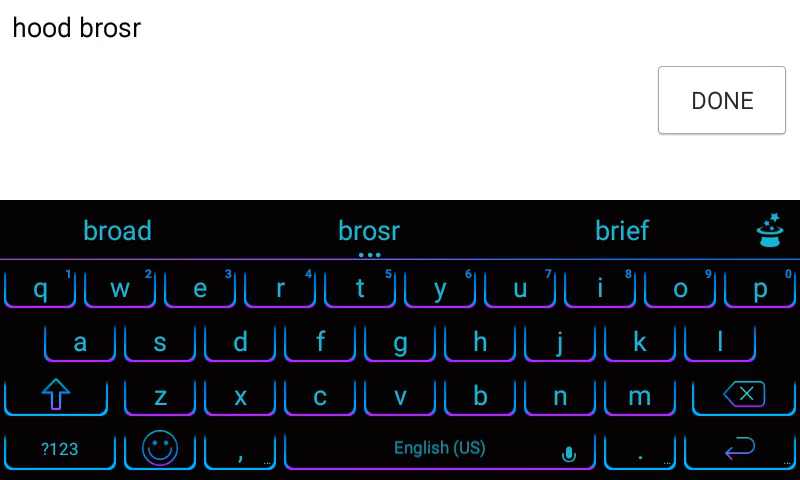 hood brosr
DONE
broad brosr brief
q 1 w 2 e 3 r 4 t 5 y 6 u 7 i 8 o 9 p 0
a s d f g h j k l
z x c v b n m
?123 , English (US) .